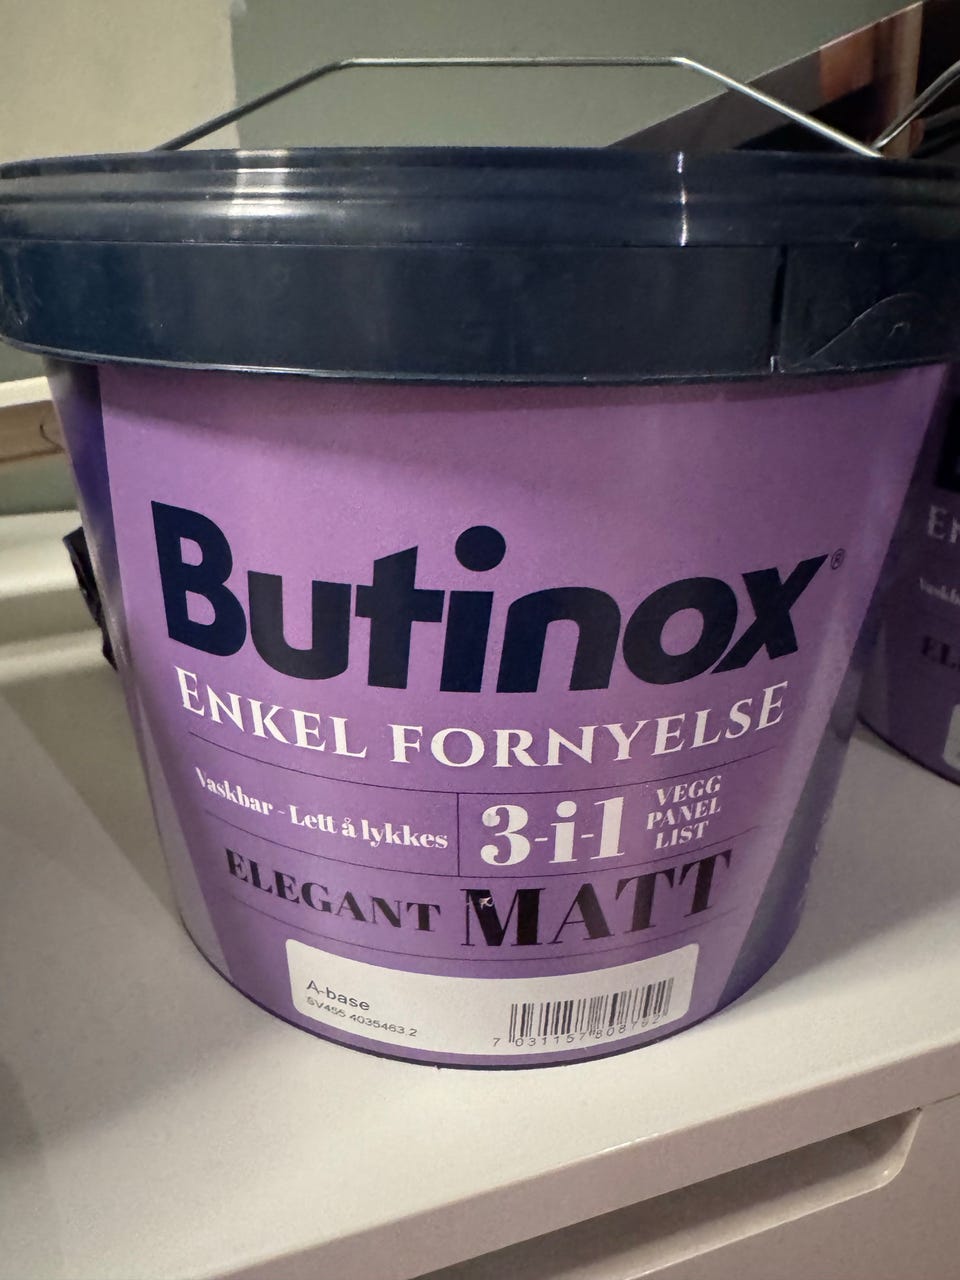 Butinox®
ENKEL FORNYELSE
Vaskbar - Lett å lykkes
3-i-1
VEGG
PANEL
LIST
ELEGANT MATT
A-base
SV455 4035463.2
7 031157 808792